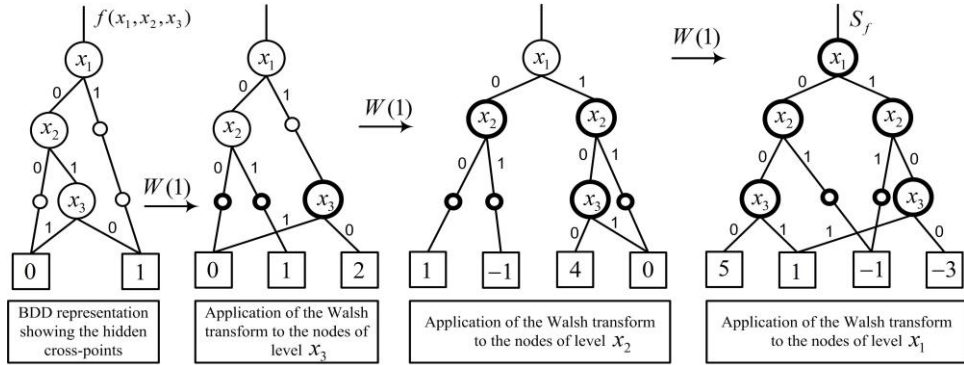 f(x₁,x₂,x₃)
x₁
0 1
x₂
0 1
x₃
1 0
0 1
BDD representation
showing the hidden
cross-points
W(1)
x₁
0 1
x₂
0 1
x₃
1 0
0 1 2
Application of the Walsh
transform to the nodes of
level x₃
W(1)
x₁
0 1
x₂ x₂
0 1 0 1
x₃
0 1
1 −1 4 0
Application of the Walsh transform
to the nodes of level x₂
W(1)
S_f
x₁
0 1
x₂ x₂
0 1 1 0
x₃ x₃
0 1 1 0
5 1 −1 −3
Application of the Walsh transform
to the nodes of level x₁